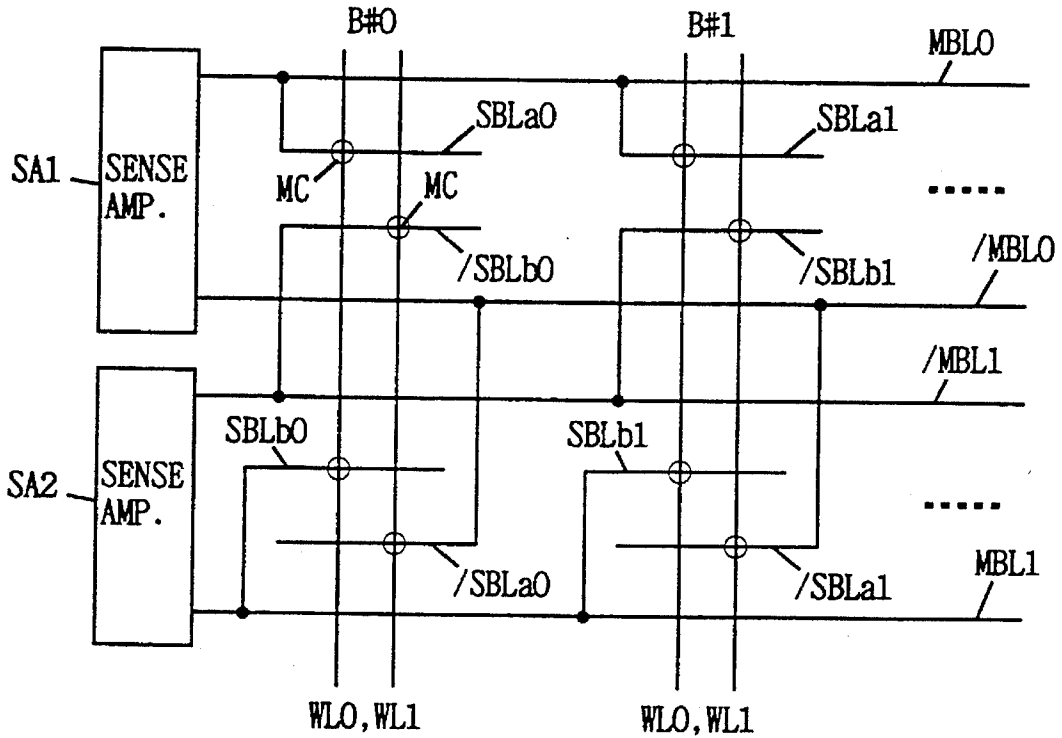 B#0
B#1
MBL0
SBLa0
SBLa1
SA1
SENSE
AMP.
MC
MC
/SBLb0
/SBLb1
/MBL0
/MBL1
SBLb0
SBLb1
SA2
SENSE
AMP.
/SBLa0
/SBLa1
MBL1
WL0,WL1
WL0,WL1